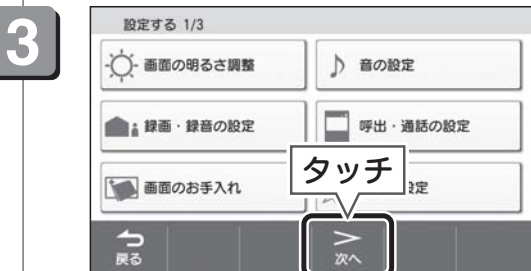 3
設定する 1/3
画面の明るさ調整
音の設定
録画・録音の設定
呼出・通話の設定
画面のお手入れ
定
タッチ
戻る
次へ